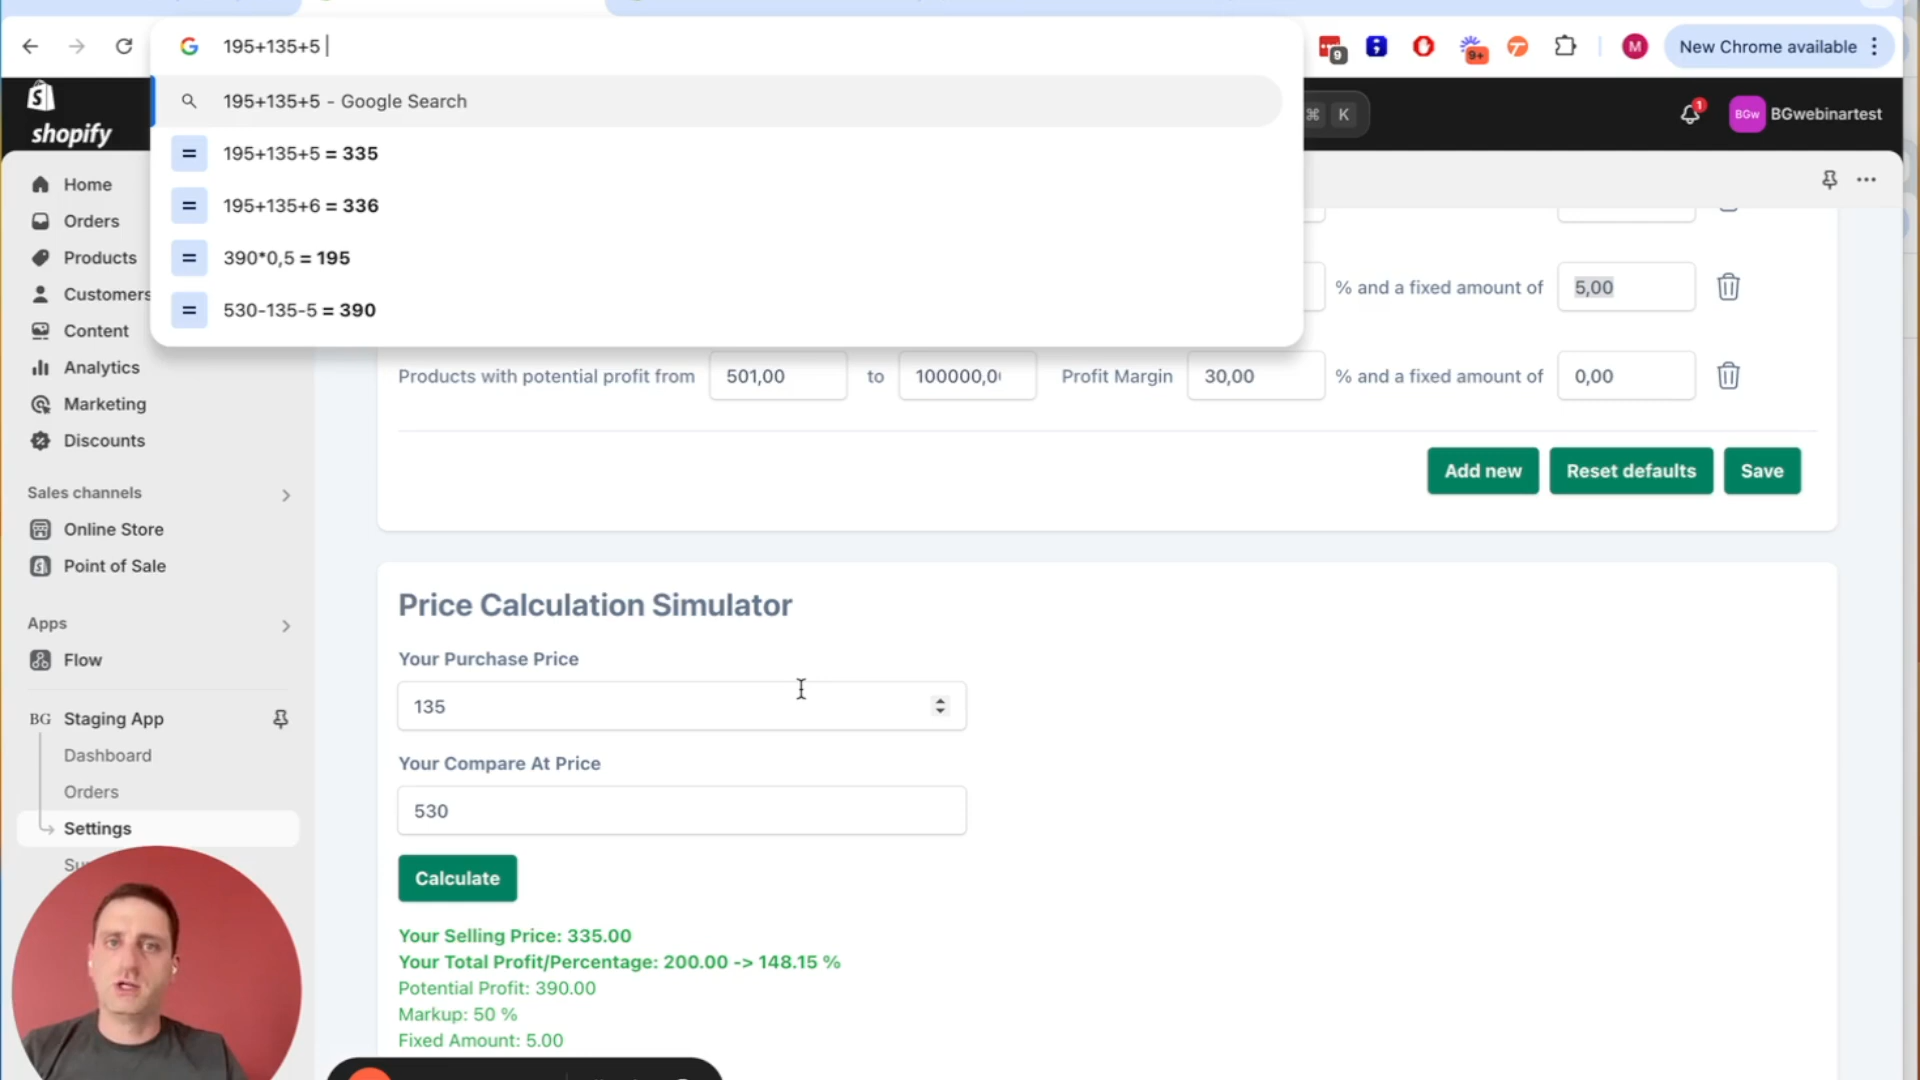 195+135+5
9
9+
M
New Chrome available
195+135+5 - Google Search
195+135+5 = 335
195+135+6 = 336
390*0,5 = 195
530-135-5 = 390
shopify
⌘ K
1
BGw
BGwebinartest
Home
Orders
Products
Customers
Content
Analytics
Marketing
Discounts
Sales channels
Online Store
Point of Sale
Apps
Flow
BG Staging App
Dashboard
Orders
Settings
% and a fixed amount of 5,00
Products with potential profit from 501,00 to 100000,0 Profit Margin 30,00 % and a fixed amount of 0,00
Add new Reset defaults Save
Price Calculation Simulator
Your Purchase Price
135
Your Compare At Price
530
Calculate
Your Selling Price: 335.00
Your Total Profit/Percentage: 200.00 -> 148.15 %
Potential Profit: 390.00
Markup: 50 %
Fixed Amount: 5.00